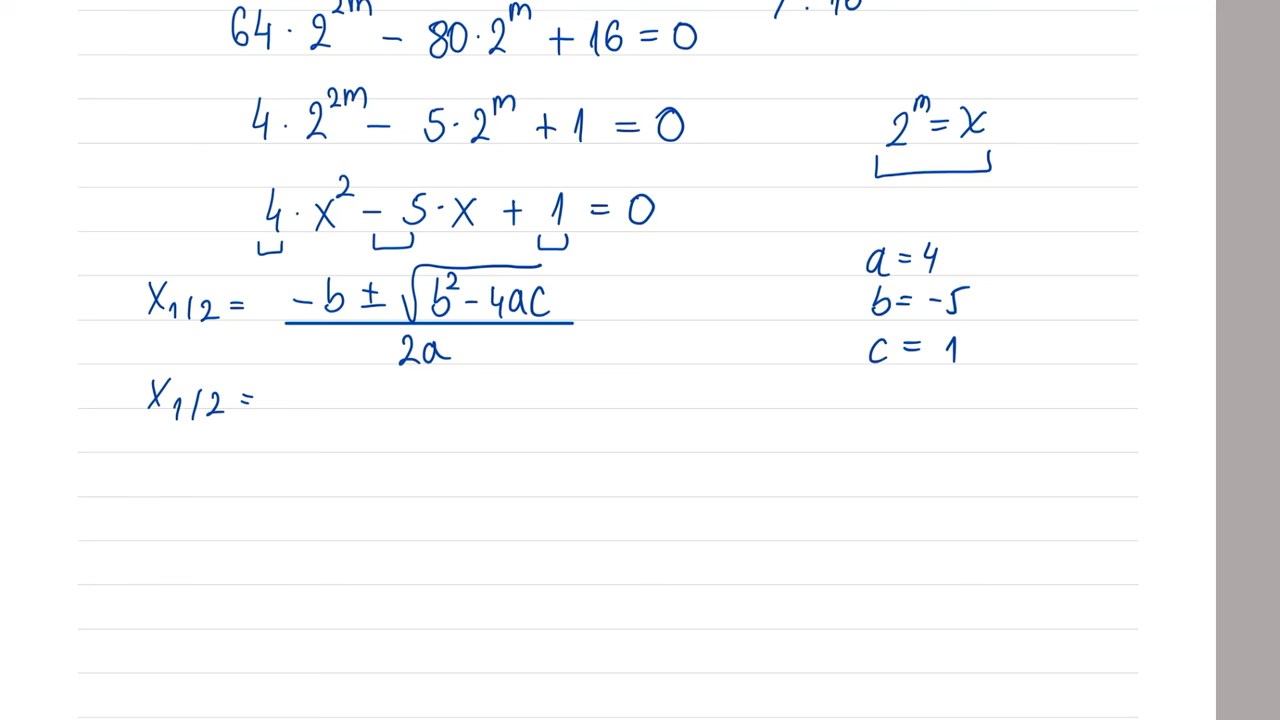 64 · 2^2m − 80 · 2^m + 16 = 0
4 · 2^2m − 5 · 2^m + 1 = 0
2^m = x
4 · x² − 5 · x + 1 = 0
a = 4
x₁/₂ = (−b ± √(b² − 4ac)) / 2a
b = −5
c = 1
x₁/₂ =